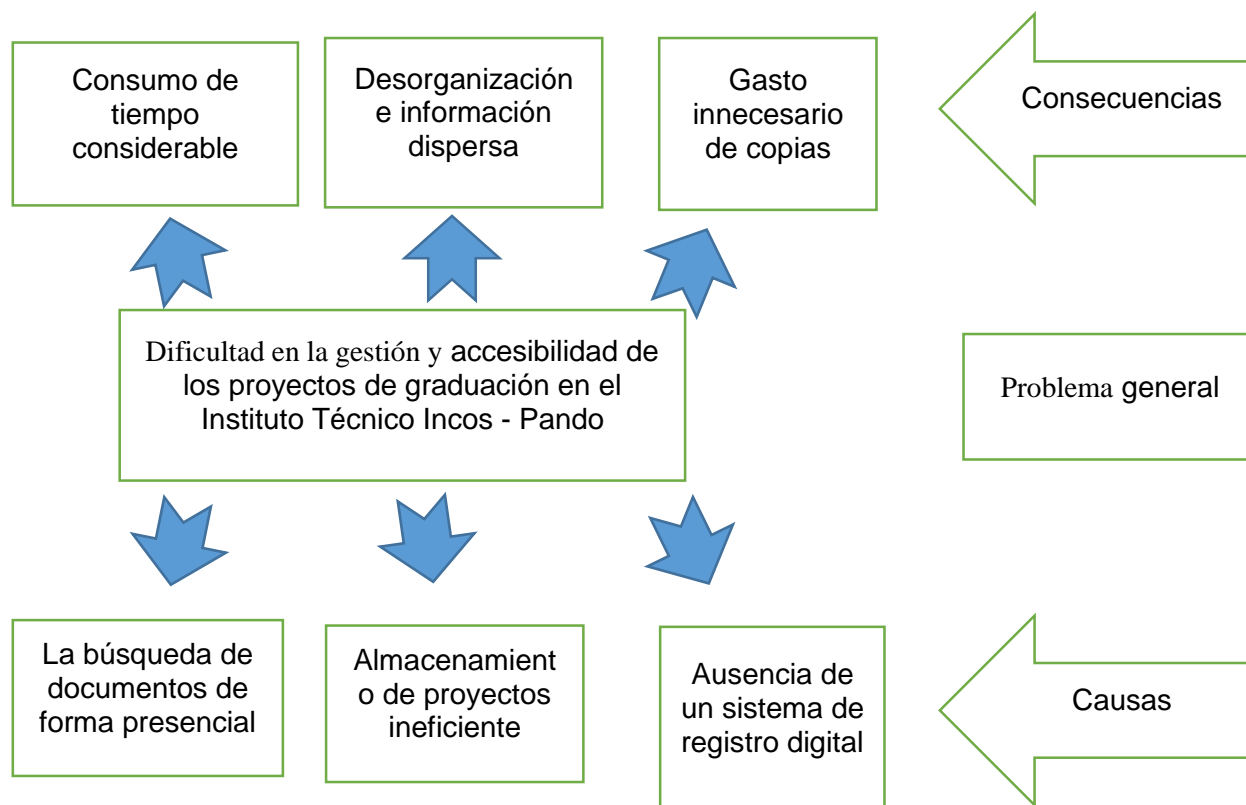 Consumo de
tiempo
considerable
Desorganización
e información
dispersa
Gasto
innecesario
de copias
Consecuencias
Dificultad en la gestión y accesibilidad de
los proyectos de graduación en el
Instituto Técnico Incos - Pando
Problema general
La búsqueda de
documentos de
forma presencial
Almacenamient
o de proyectos
ineficiente
Ausencia de
un sistema de
registro digital
Causas